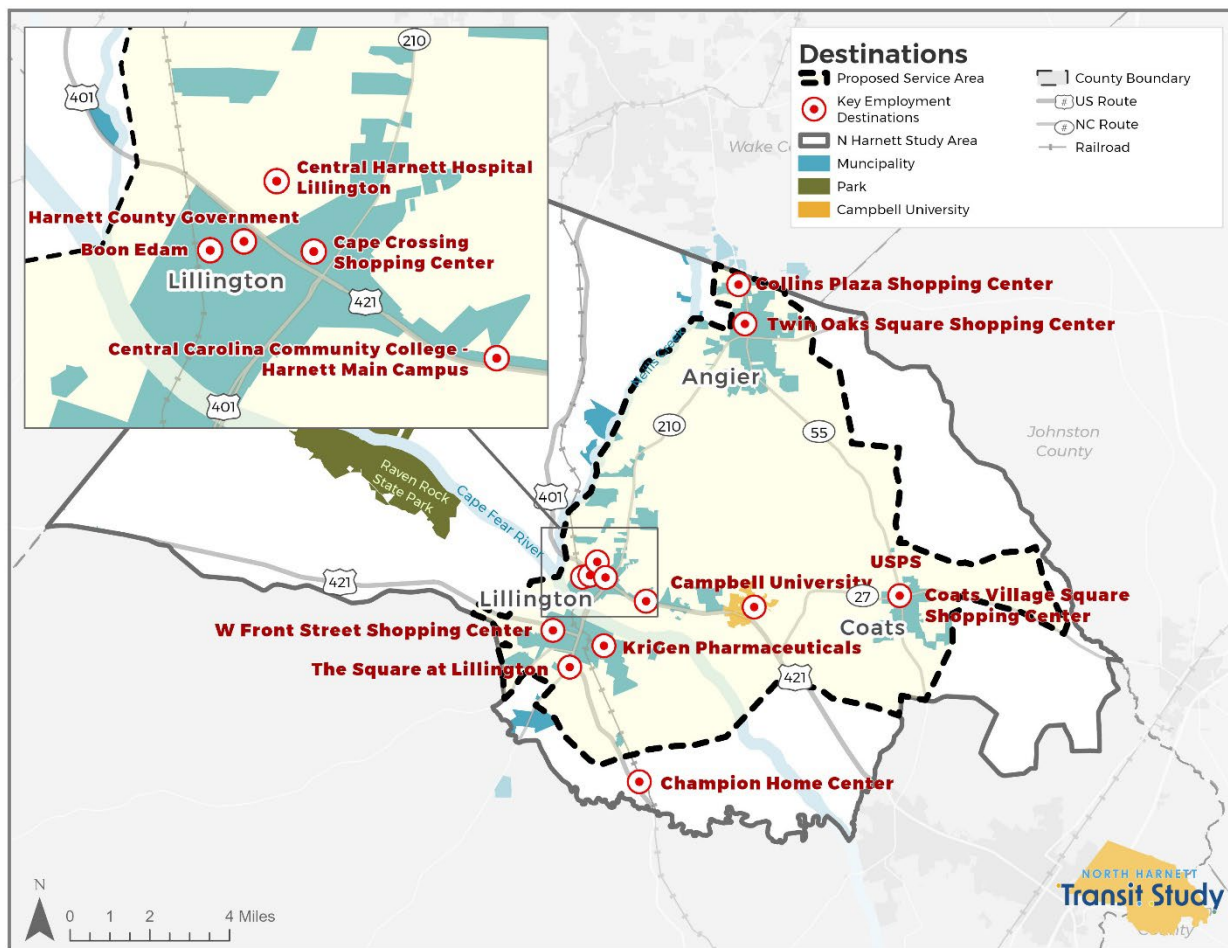 401
210
Central Harnett Hospital
Lillington
Harnett County Government
Boon Edam
Cape Crossing
Shopping Center
Lillington
421
Central Carolina Community College -
Harnett Main Campus
401
Destinations
Proposed Service Area
Key Employment
Destinations
N Harnett Study Area
Muncipality
Park
Campbell University
County Boundary
# US Route
# NC Route
Railroad
Collins Plaza Shopping Center
Twin Oaks Square Shopping Center
Angier
210
55
Johnston
County
Raven Rock
State Park
Cape Fear River
401
421
Lillington
USPS
Campbell University
27
Coats Village Square
Shopping Center
Coats
W Front Street Shopping Center
KriGen Pharmaceuticals
The Square at Lillington
421
Champion Home Center
N
0 1 2 4 Miles
NORTH HARNETT
Transit Study
County